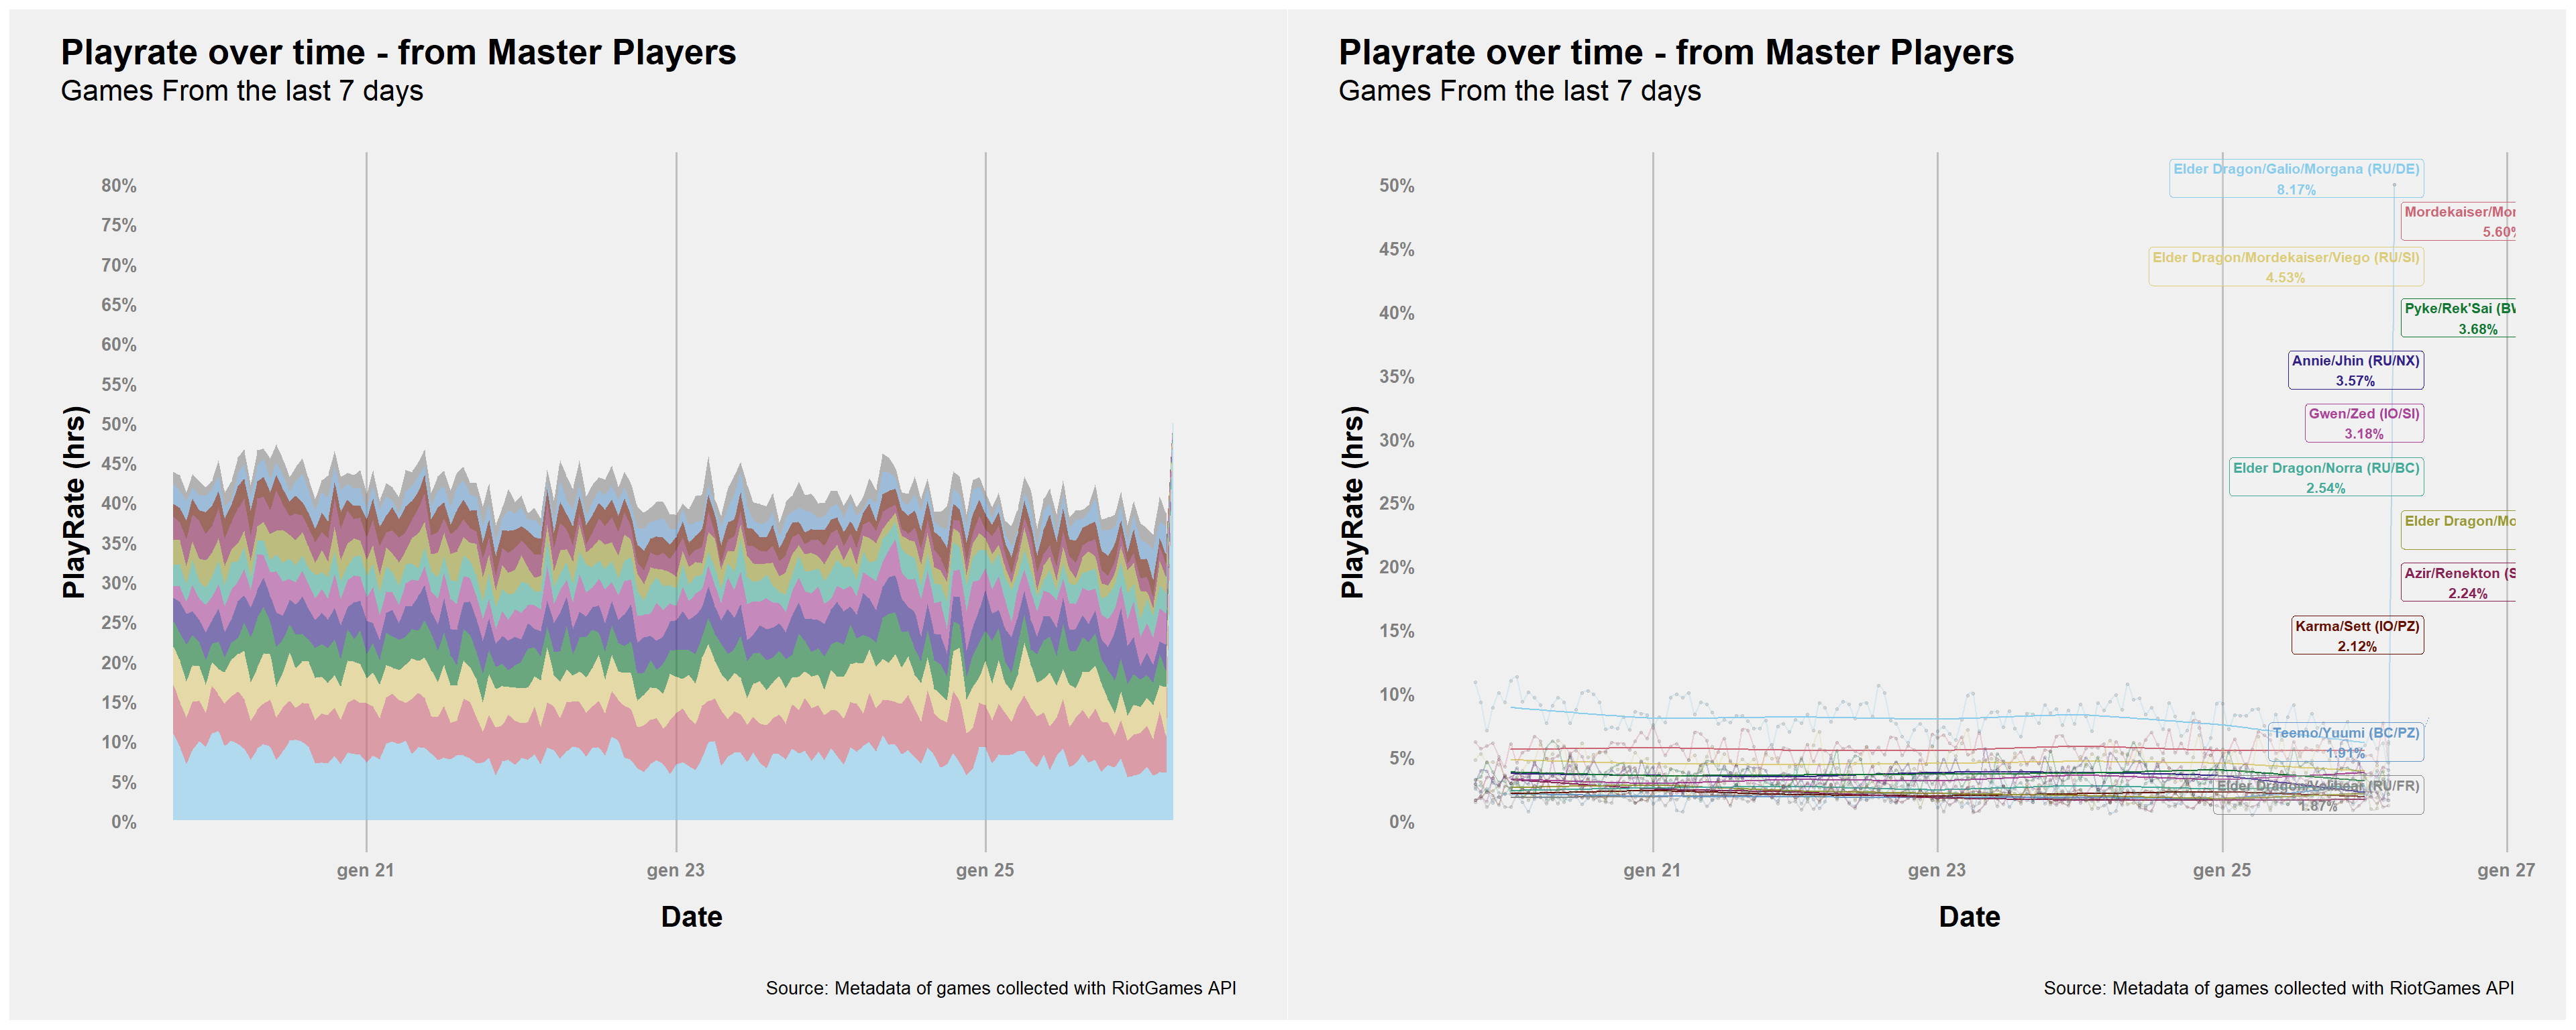 Playrate over time - from Master Players
Games From the last 7 days
PlayRate (hrs)
80%
75%
70%
65%
60%
55%
50%
45%
40%
35%
30%
25%
20%
15%
10%
5%
0%
gen 21
gen 23
gen 25
Date
Source: Metadata of games collected with RiotGames API
Playrate over time - from Master Players
Games From the last 7 days
PlayRate (hrs)
50%
45%
40%
35%
30%
25%
20%
15%
10%
5%
0%
Elder Dragon/Galio/Morgana (RU/DE)
8.17%
Mordekaiser/Mor
5.60%
Elder Dragon/Mordekaiser/Viego (RU/SI)
4.53%
Pyke/Rek'Sai (BW
3.68%
Annie/Jhin (RU/NX)
3.57%
Gwen/Zed (IO/SI)
3.18%
Elder Dragon/Norra (RU/BC)
2.54%
Elder Dragon/Mo
Azir/Renekton (S
2.24%
Karma/Sett (IO/PZ)
2.12%
Teemo/Yuumi (BC/PZ)
1.91%
Elder Dragon/Volibear (RU/FR)
1.87%
gen 21
gen 23
gen 25
gen 27
Date
Source: Metadata of games collected with RiotGames API